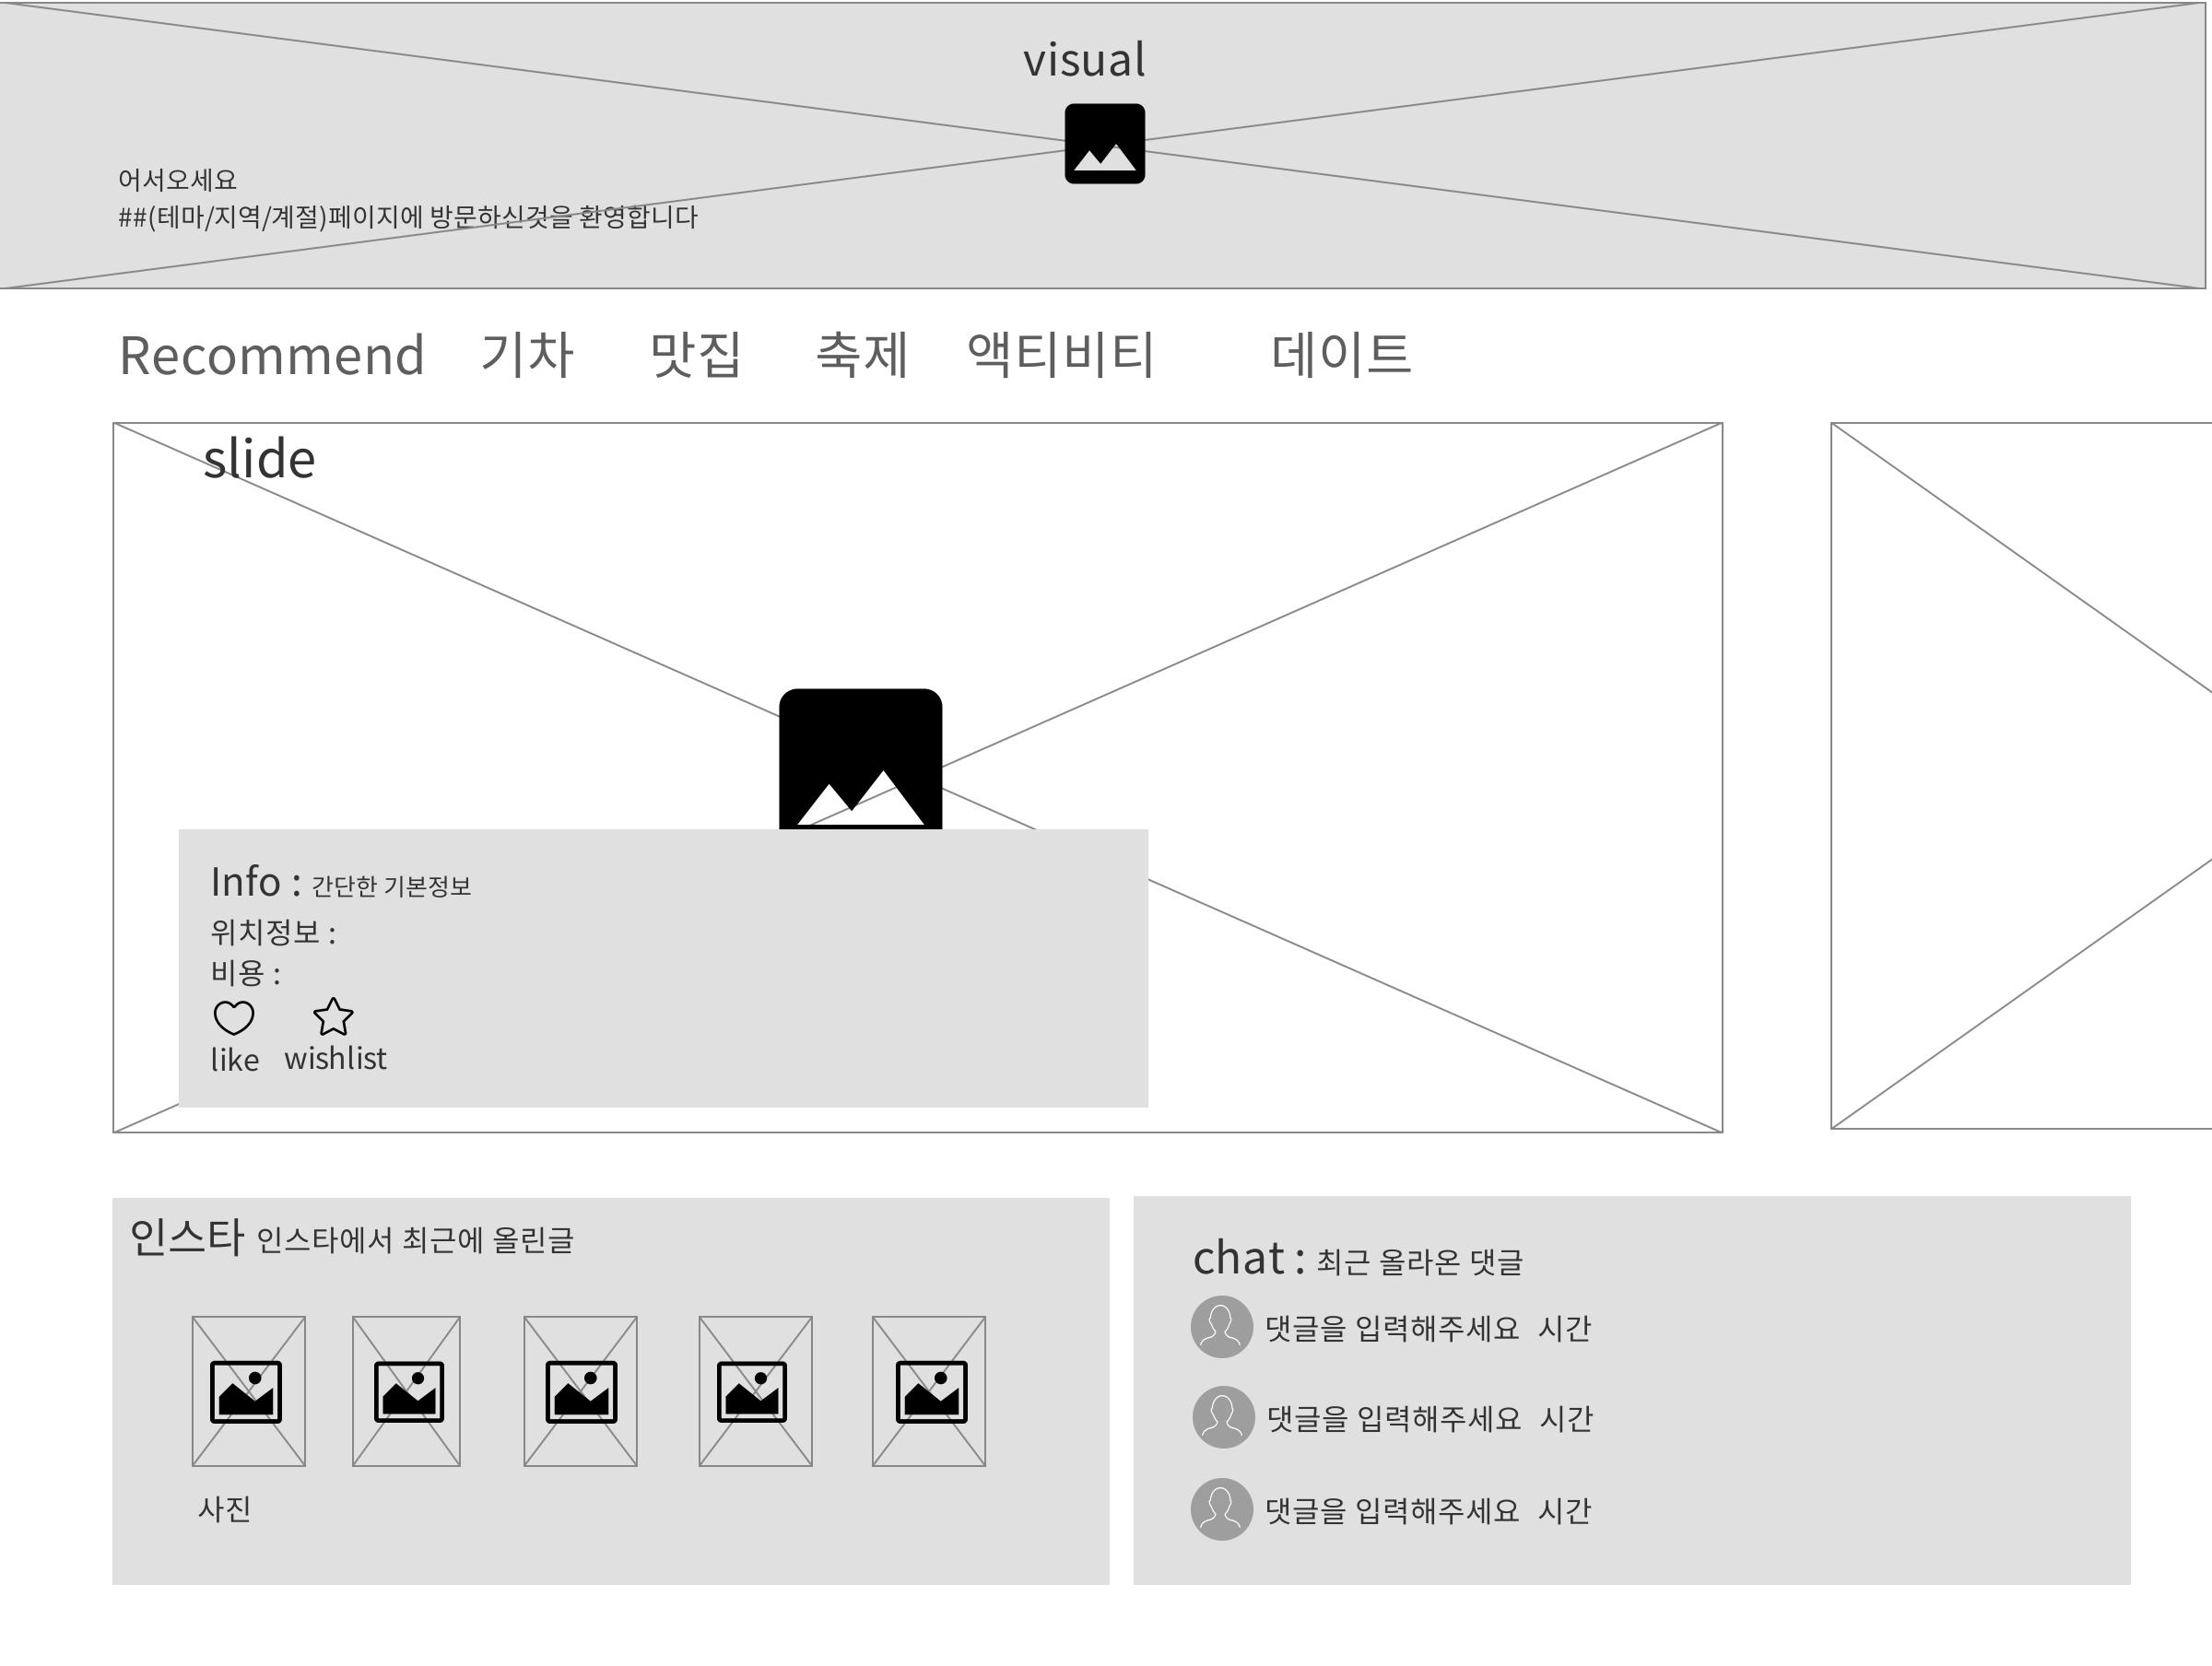 visual
어서오세요
##(테마/지역/계절)페이지에 방문하신것을 환영합니다
Recommend 기차 맛집 축제 액티비티 데이트
slide
Info : 간단한 기본정보
위치정보 :
비용 :
like wishlist
인스타 인스타에서 최근에 올린글
사진
chat : 최근 올라온 댓글
댓글을 입력해주세요 시간
댓글을 입력해주세요 시간
댓글을 입력해주세요 시간